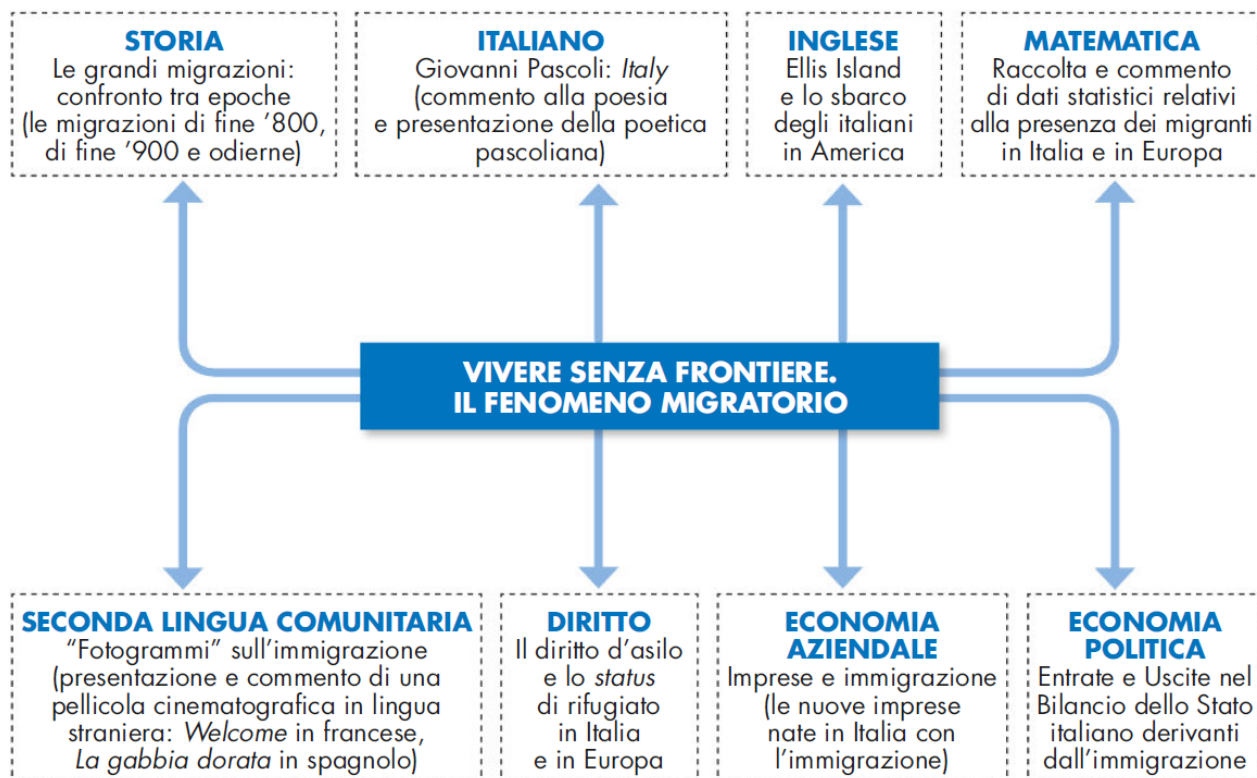 STORIA
Le grandi migrazioni:
confronto tra epoche
(le migrazioni di fine ’800,
di fine ’900 e odierne)
ITALIANO
Giovanni Pascoli: Italy
(commento alla poesia
e presentazione della poetica
pascoliana)
INGLESE
Ellis Island
e lo sbarco
degli italiani
in America
MATEMATICA
Raccolta e commento
di dati statistici relativi
alla presenza dei migranti
in Italia e in Europa
VIVERE SENZA FRONTIERE.
IL FENOMENO MIGRATORIO
SECONDA LINGUA COMUNITARIA
“Fotogrammi” sull’immigrazione
(presentazione e commento di una
pellicola cinematografica in lingua
straniera: Welcome in francese,
La gabbia dorata in spagnolo)
DIRITTO
Il diritto d’asilo
e lo status
di rifugiato
in Italia
e in Europa
ECONOMIA
AZIENDALE
Imprese e immigrazione
(le nuove imprese
nate in Italia con
l’immigrazione)
ECONOMIA
POLITICA
Entrate e Uscite nel
Bilancio dello Stato
italiano derivanti
dall’immigrazione